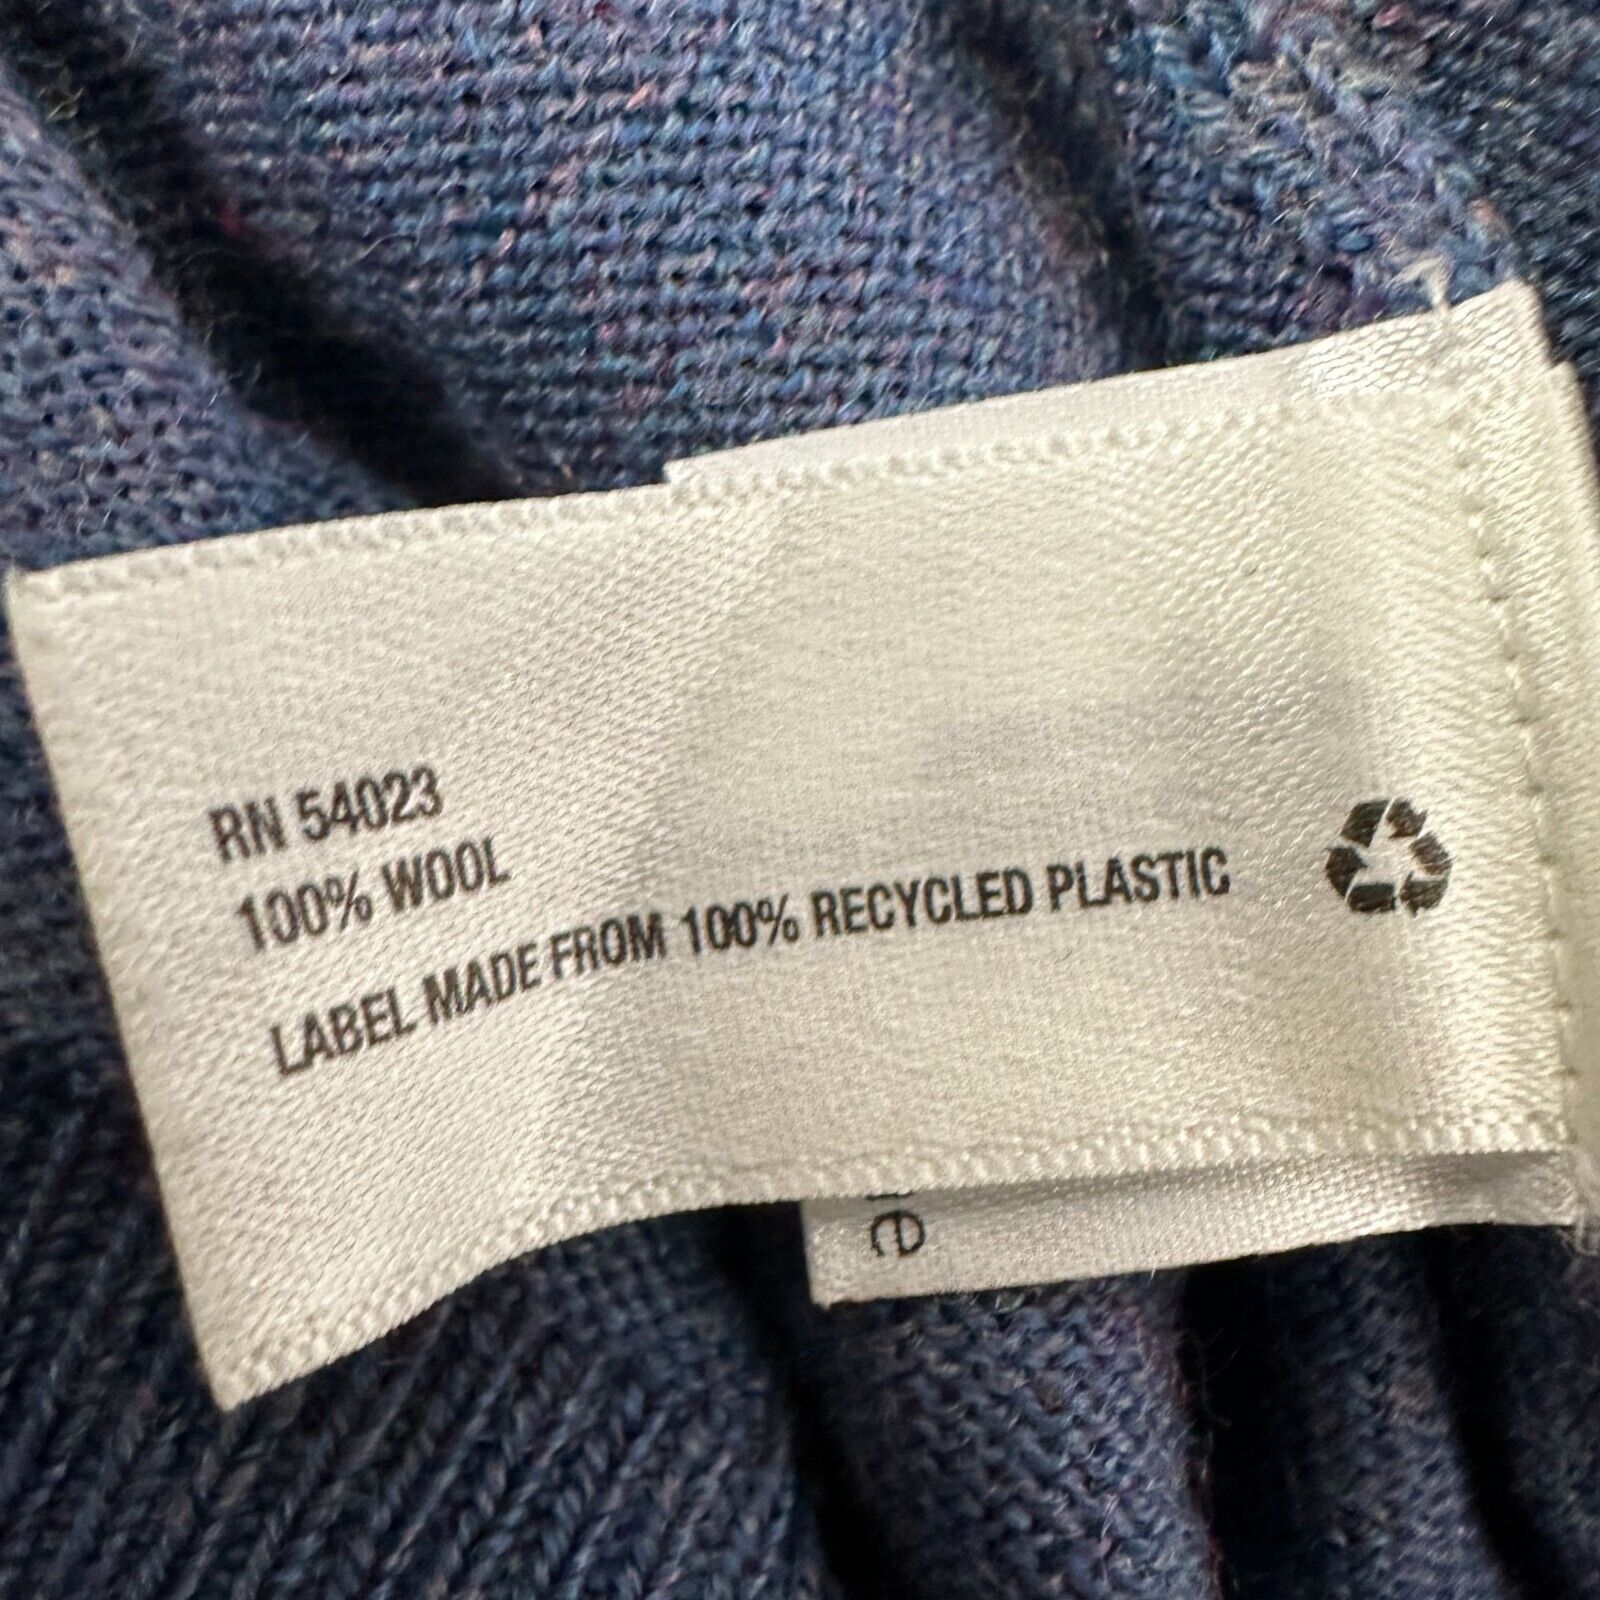 RN 54023
100% WOOL
LABEL MADE FROM 100% RECYCLED PLASTIC